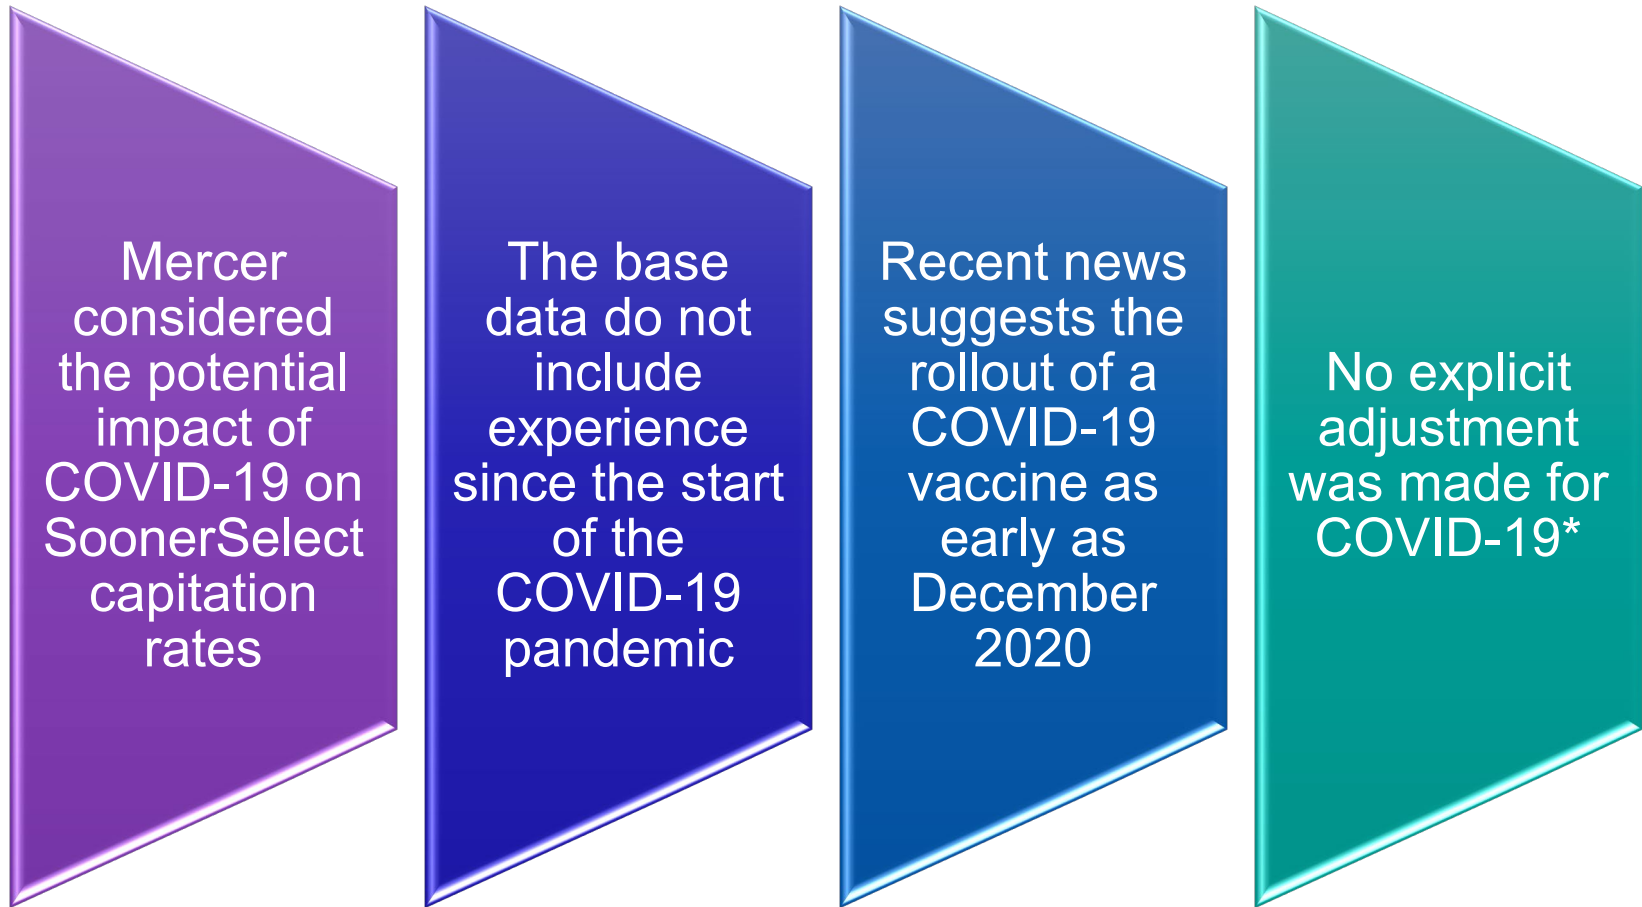 Mercer
considered
the potential
impact of
COVID-19 on
SoonerSelect
capitation
rates
The base
data do not
include
experience
since the start
of the
COVID-19
pandemic
Recent news
suggests the
rollout of a
COVID-19
vaccine as
early as
December
2020
No explicit
adjustment
was made for
COVID-19*